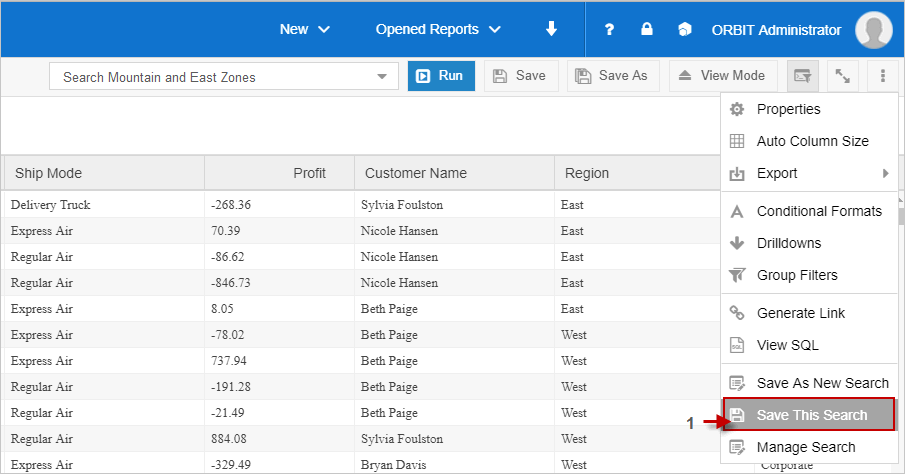 New Opened Reports ? ORBIT Administrator
Search Mountain and East Zones Run Save Save As View Mode
Properties
Auto Column Size
Export
Conditional Formats
Drilldowns
Group Filters
Generate Link
SQL View SQL
Save As New Search
1 Save This Search
Manage Search
Ship Mode Profit Customer Name Region
Delivery Truck -268.36 Sylvia Foulston East
Express Air 70.39 Nicole Hansen East
Regular Air -86.62 Nicole Hansen East
Regular Air -846.73 Nicole Hansen East
Express Air 8.05 Beth Paige East
Express Air -78.02 Beth Paige West
Express Air 737.94 Beth Paige West
Regular Air -191.28 Beth Paige West
Regular Air -21.49 Beth Paige West
Regular Air 884.08 Sylvia Foulston West
Express Air -329.49 Bryan Davis West Corporate